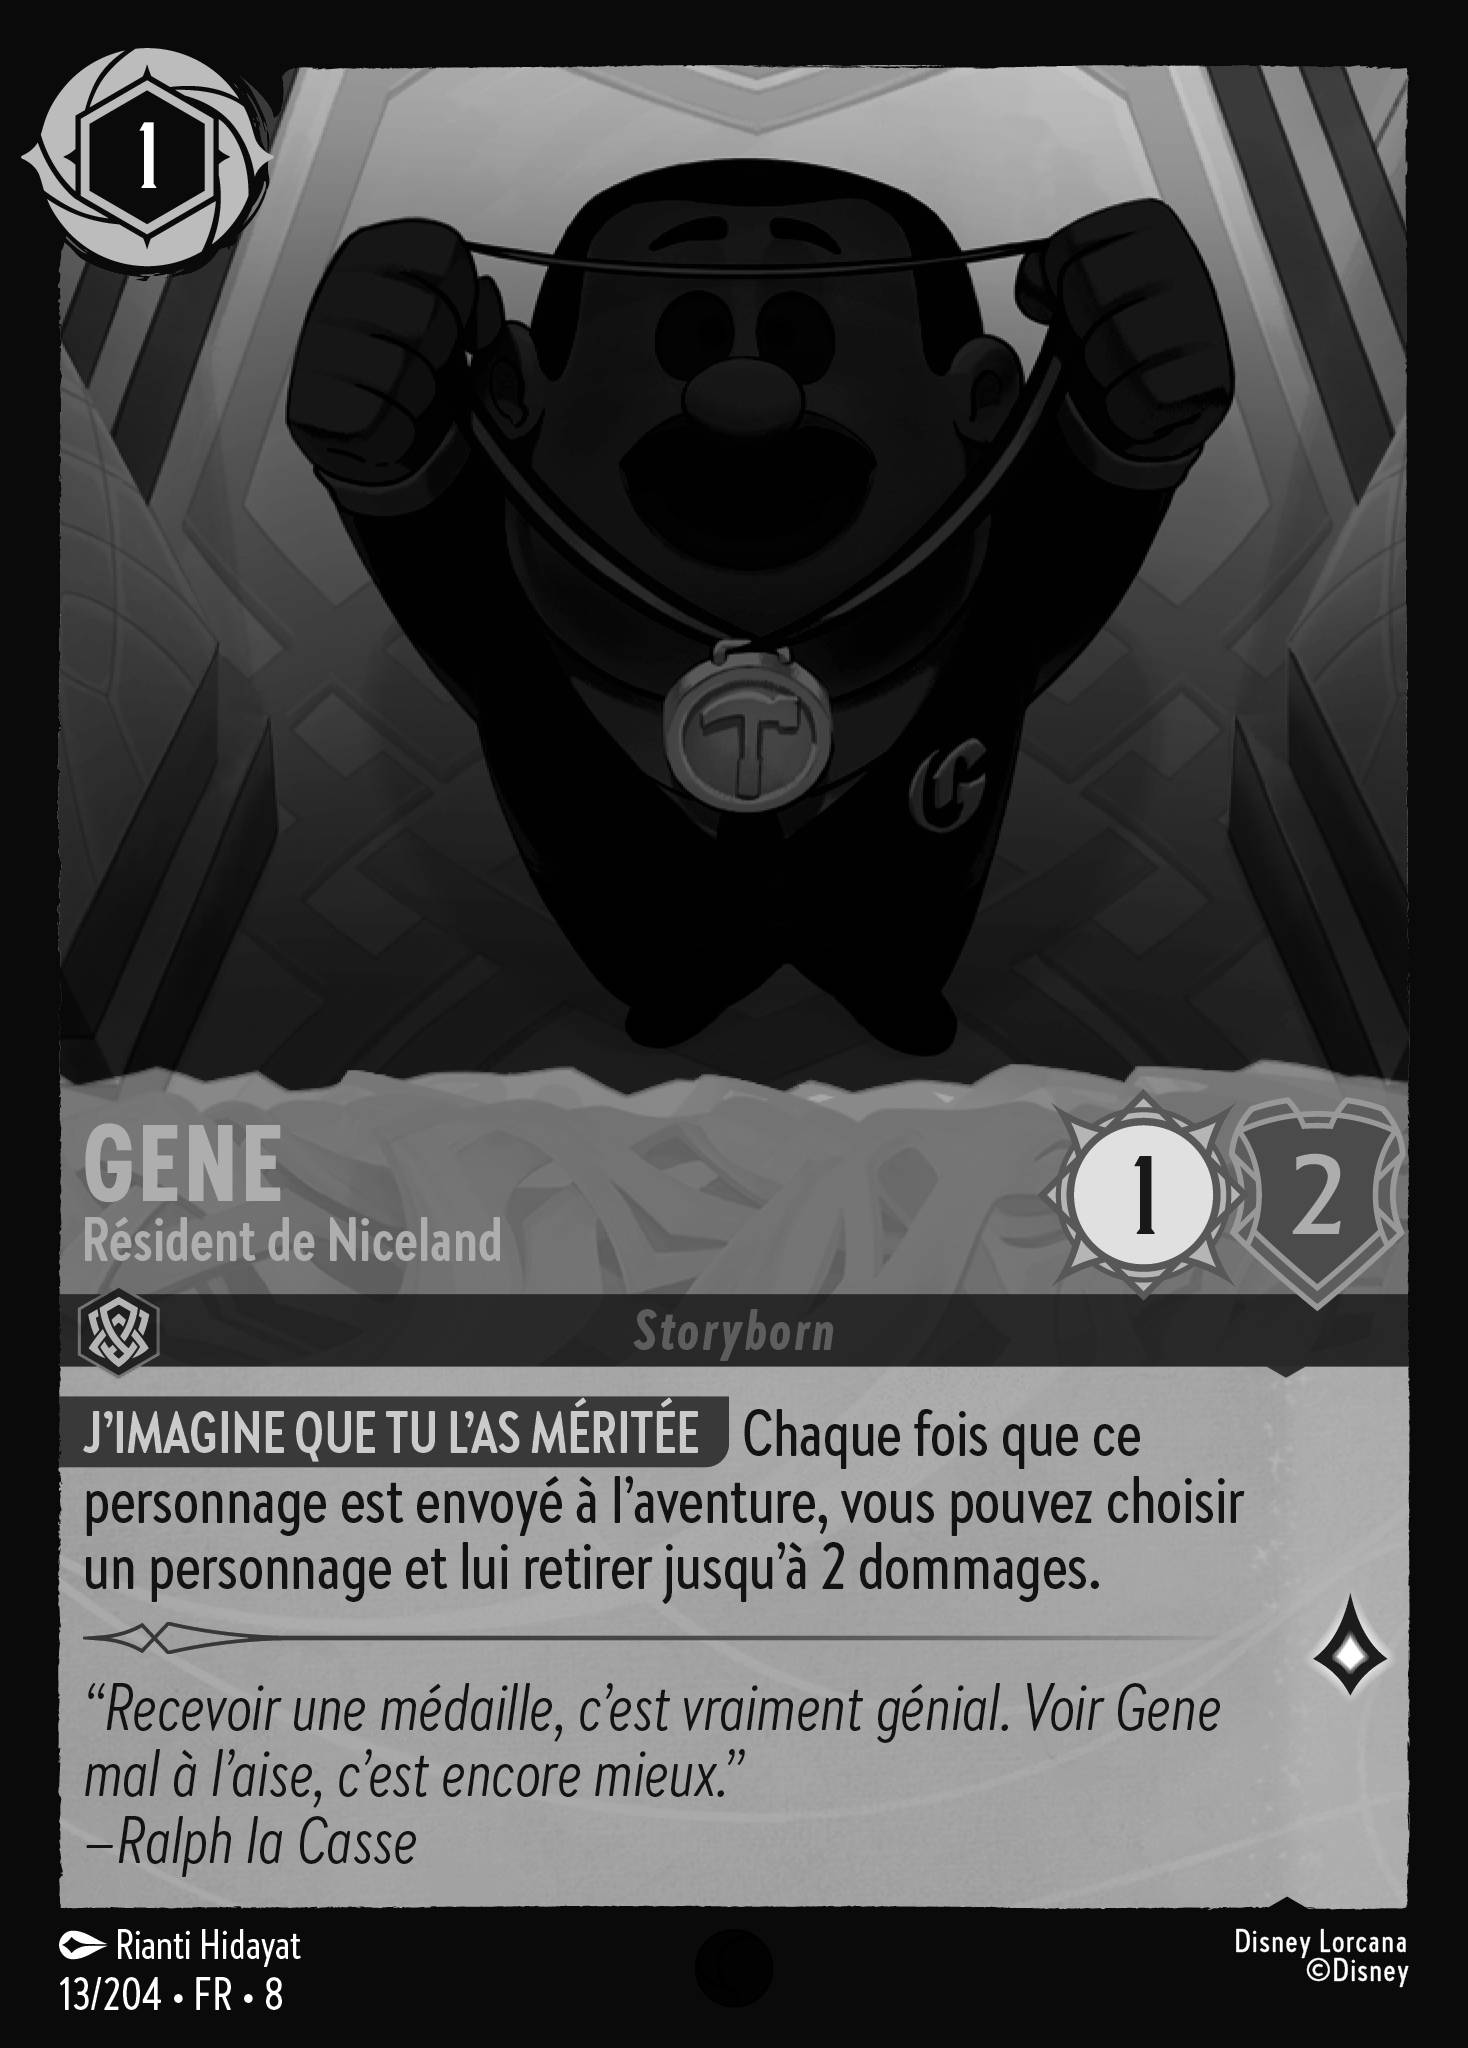 1
GENE
Résident de Niceland
1
2
Storyborn
J’IMAGINE QUE TU L’AS MÉRITÉE Chaque fois que ce
personnage est envoyé à l’aventure, vous pouvez choisir
un personnage et lui retirer jusqu’à 2 dommages.
“Recevoir une médaille, c’est vraiment génial. Voir Gene
mal à l’aise, c’est encore mieux.”
–Ralph la Casse
Rianti Hidayat
13/204 • FR • 8
Disney Lorcana
©Disney
G